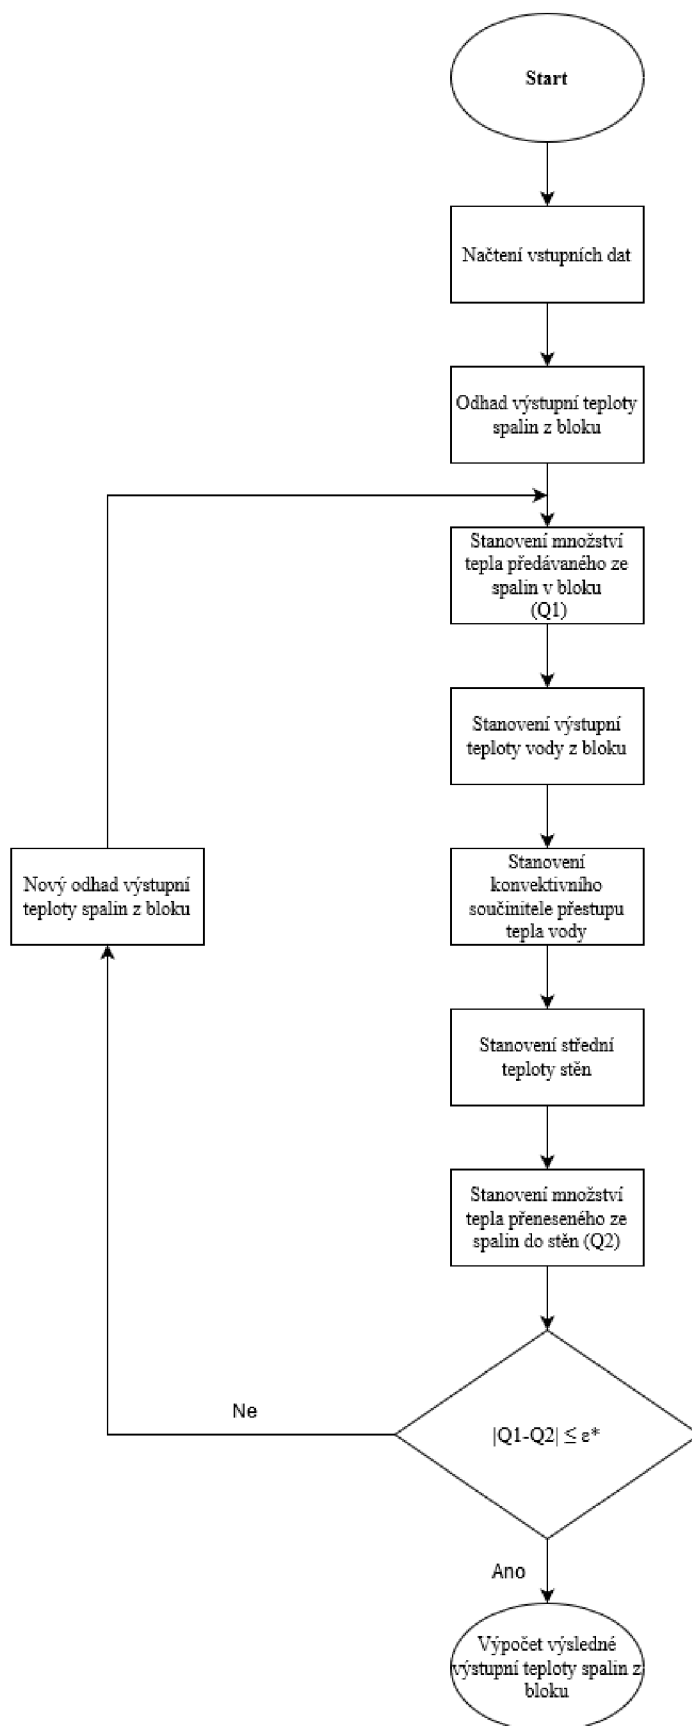 Start
Načtení vstupních dat
Odhad výstupní teploty
spalin z bloku
Stanovení množství
tepla předávaného ze
spalin v bloku
(Q1)
Stanovení výstupní
teploty vody z bloku
Stanovení
konvektivního
součinitele přestupu
tepla vody
Nový odhad výstupní
teploty spalin z bloku
Stanovení střední
teploty stěn
Stanovení množství
tepla přeneseného ze
spalin do stěn (Q2)
|Q1-Q2| ≤ ε*
Ne
Ano
Výpočet výsledné
výstupní teploty spalin z
bloku